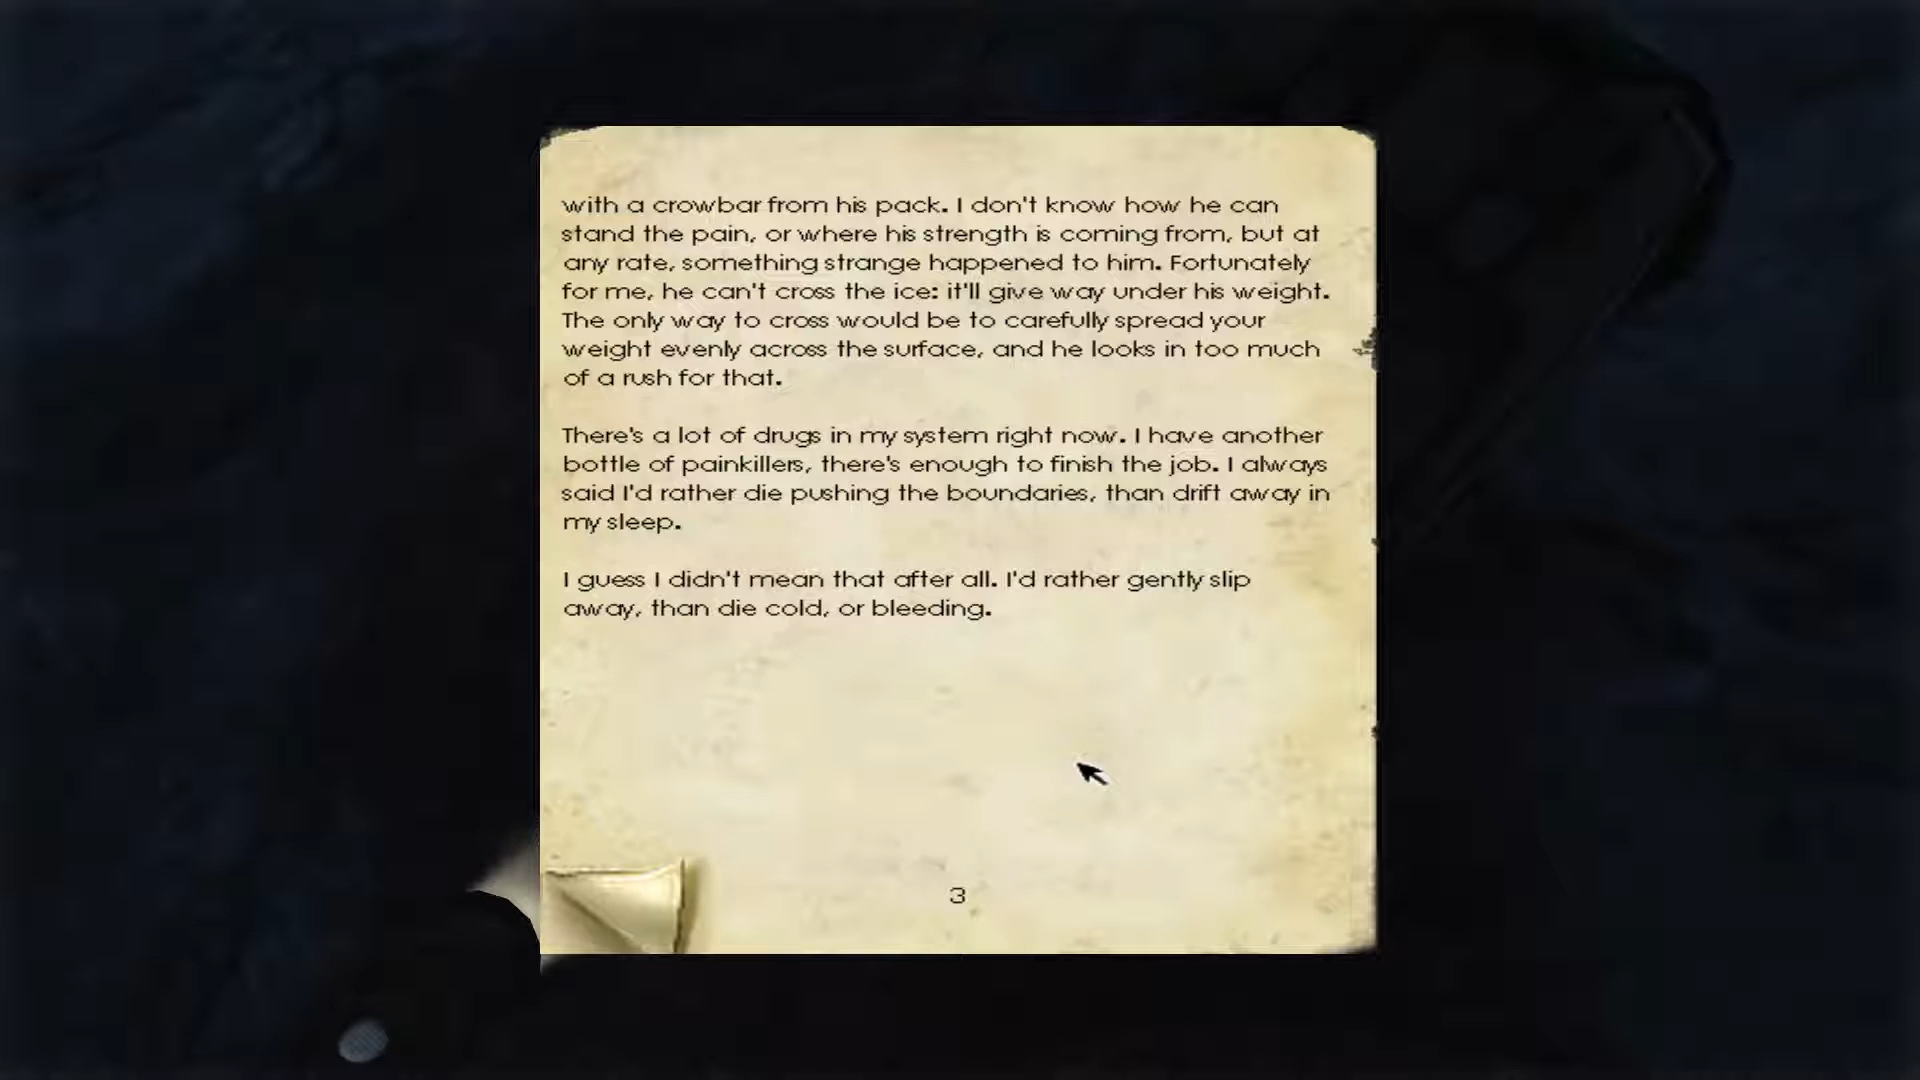 with a crowbar from his pack. I don't know how he can
stand the pain, or where his strength is coming from, but at
any rate, something strange happened to him. Fortunately
for me, he can't cross the ice: it'll give way under his weight.
The only way to cross would be to carefully spread your
weight evenly across the surface, and he looks in too much
of a rush for that.
There's a lot of drugs in my system right now. I have another
bottle of painkillers, there's enough to finish the job. I always
said I'd rather die pushing the boundaries, than drift away in
my sleep.
I guess I didn't mean that after all. I'd rather gently slip
away, than die cold, or bleeding.
3